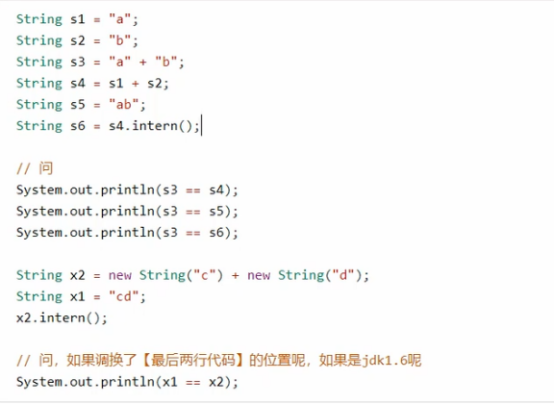 String s1 = "a";
String s2 = "b";
String s3 = "a" + "b";
String s4 = s1 + s2;
String s5 = "ab";
String s6 = s4.intern();
// 问
System.out.println(s3 == s4);
System.out.println(s3 == s5);
System.out.println(s3 == s6);
String x2 = new String("c") + new String("d");
String x1 = "cd";
x2.intern();
// 问，如果调换了【最后两行代码】的位置呢，如果是jdk1.6呢
System.out.println(x1 == x2);